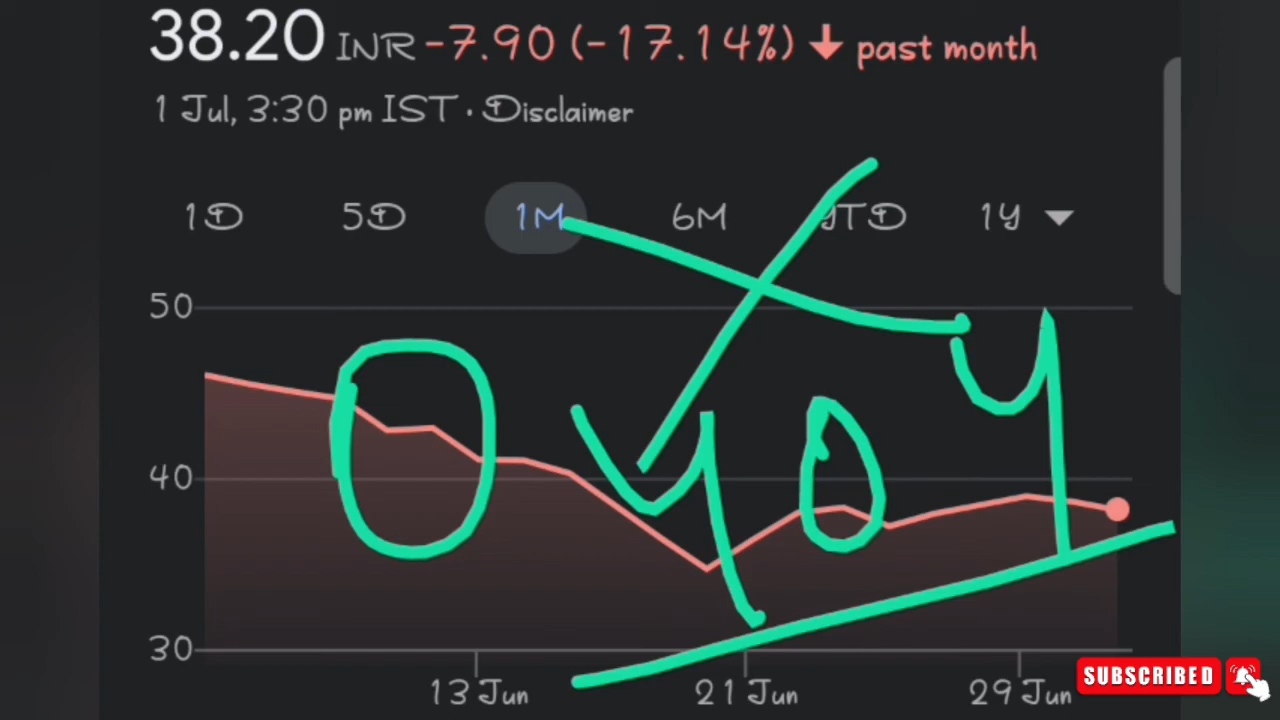 38.20 INR -7.90 (-17.14%) ↓ past month
1 Jul, 3:30 pm IST · Disclaimer
1D 5D 1M 6M YTD 1Y
50
40
30
13 Jun 21 Jun 29 Jun
oyoy
SUBSCRIBED